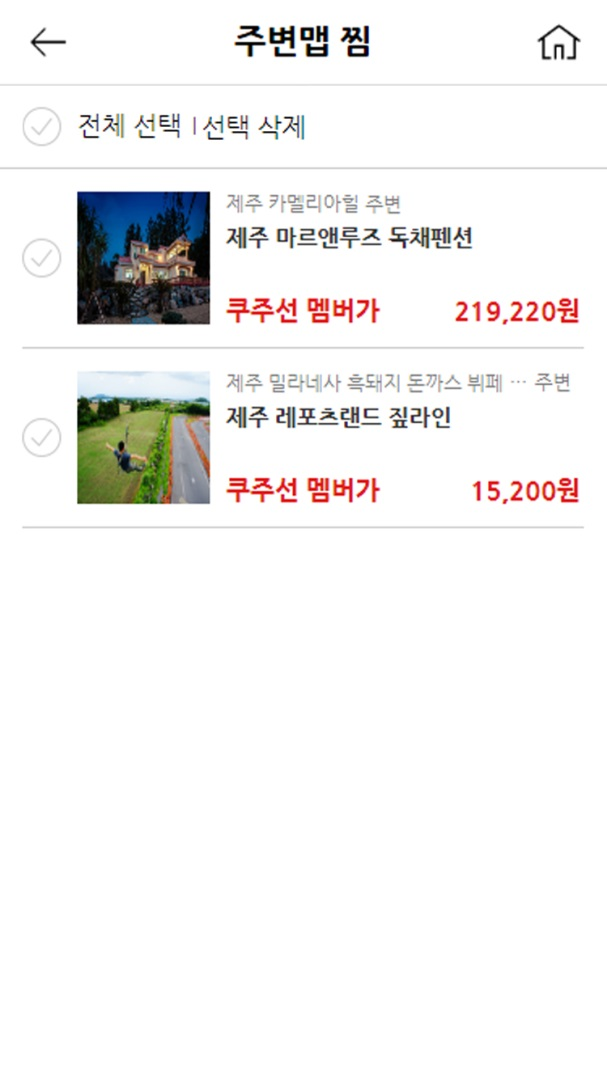 주변맵 찜
전체 선택 | 선택 삭제
제주 카멜리아힐 주변
제주 마르앤루즈 독채펜션
쿠주선 멤버가 219,220원
제주 밀라네사 흑돼지 돈까스 뷔페 ··· 주변
제주 레포츠랜드 짚라인
쿠주선 멤버가 15,200원